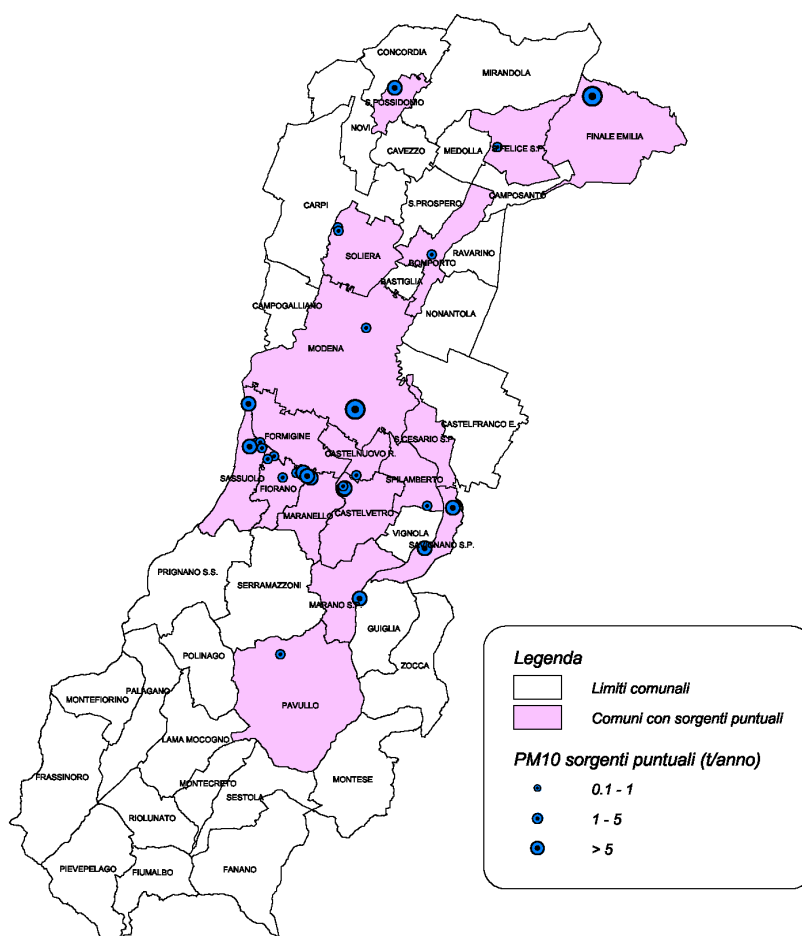 CONCORDIA
MIRANDOLA
S.POSSIDONIO
NOVI
FINALE EMILIA
CAVEZZO
MEDOLLA
S.FELICE S.P.
CAMPOSANTO
S.PROSPERO
CARPI
SOLIERA
BOMPORTO
RAVARINO
BASTIGLIA
CAMPOGALLIANO
NONANTOLA
MODENA
CASTELFRANCO E.
FORMIGINE
S.CESARIO S.P.
CASTELNUOVO R.
SASSUOLO
SPILAMBERTO
FIORANO
CASTELVETRO
MARANELLO
VIGNOLA
SAVIGNANO S.P.
PRIGNANO S.S.
SERRAMAZZONI
MARANO S.P.
GUIGLIA
POLINAGO
ZOCCA
PALAGANO
MONTEFIORINO
PAVULLO
LAMA MOCOGNO
FRASSINORO
MONTECRETO
MONTESE
SESTOLA
RIOLUNATO
PIEVEPELAGO
FIUMALBO
FANANO
Legenda
Limiti comunali
Comuni con sorgenti puntuali
PM10 sorgenti puntuali (t/anno)
0.1 - 1
1 - 5
> 5